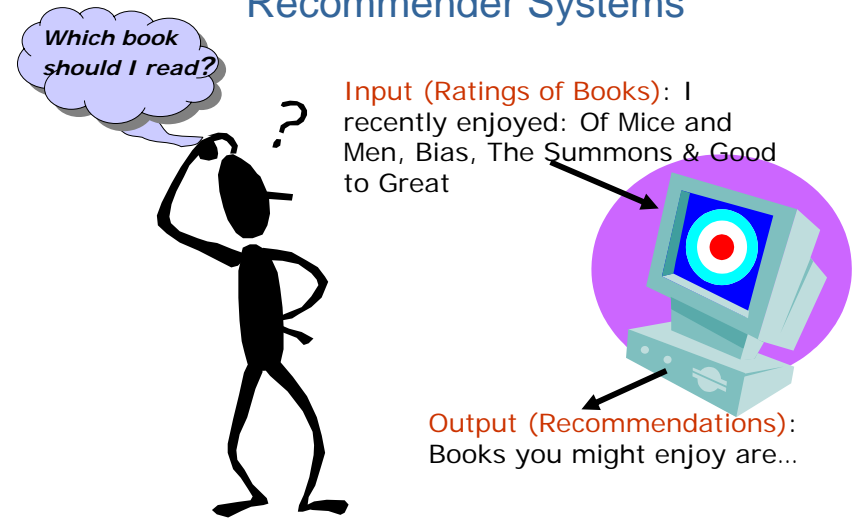 Recommender Systems
Which book
should I read?
?
Input (Ratings of Books): I
recently enjoyed: Of Mice and
Men, Bias, The Summons & Good
to Great
Output (Recommendations):
Books you might enjoy are…